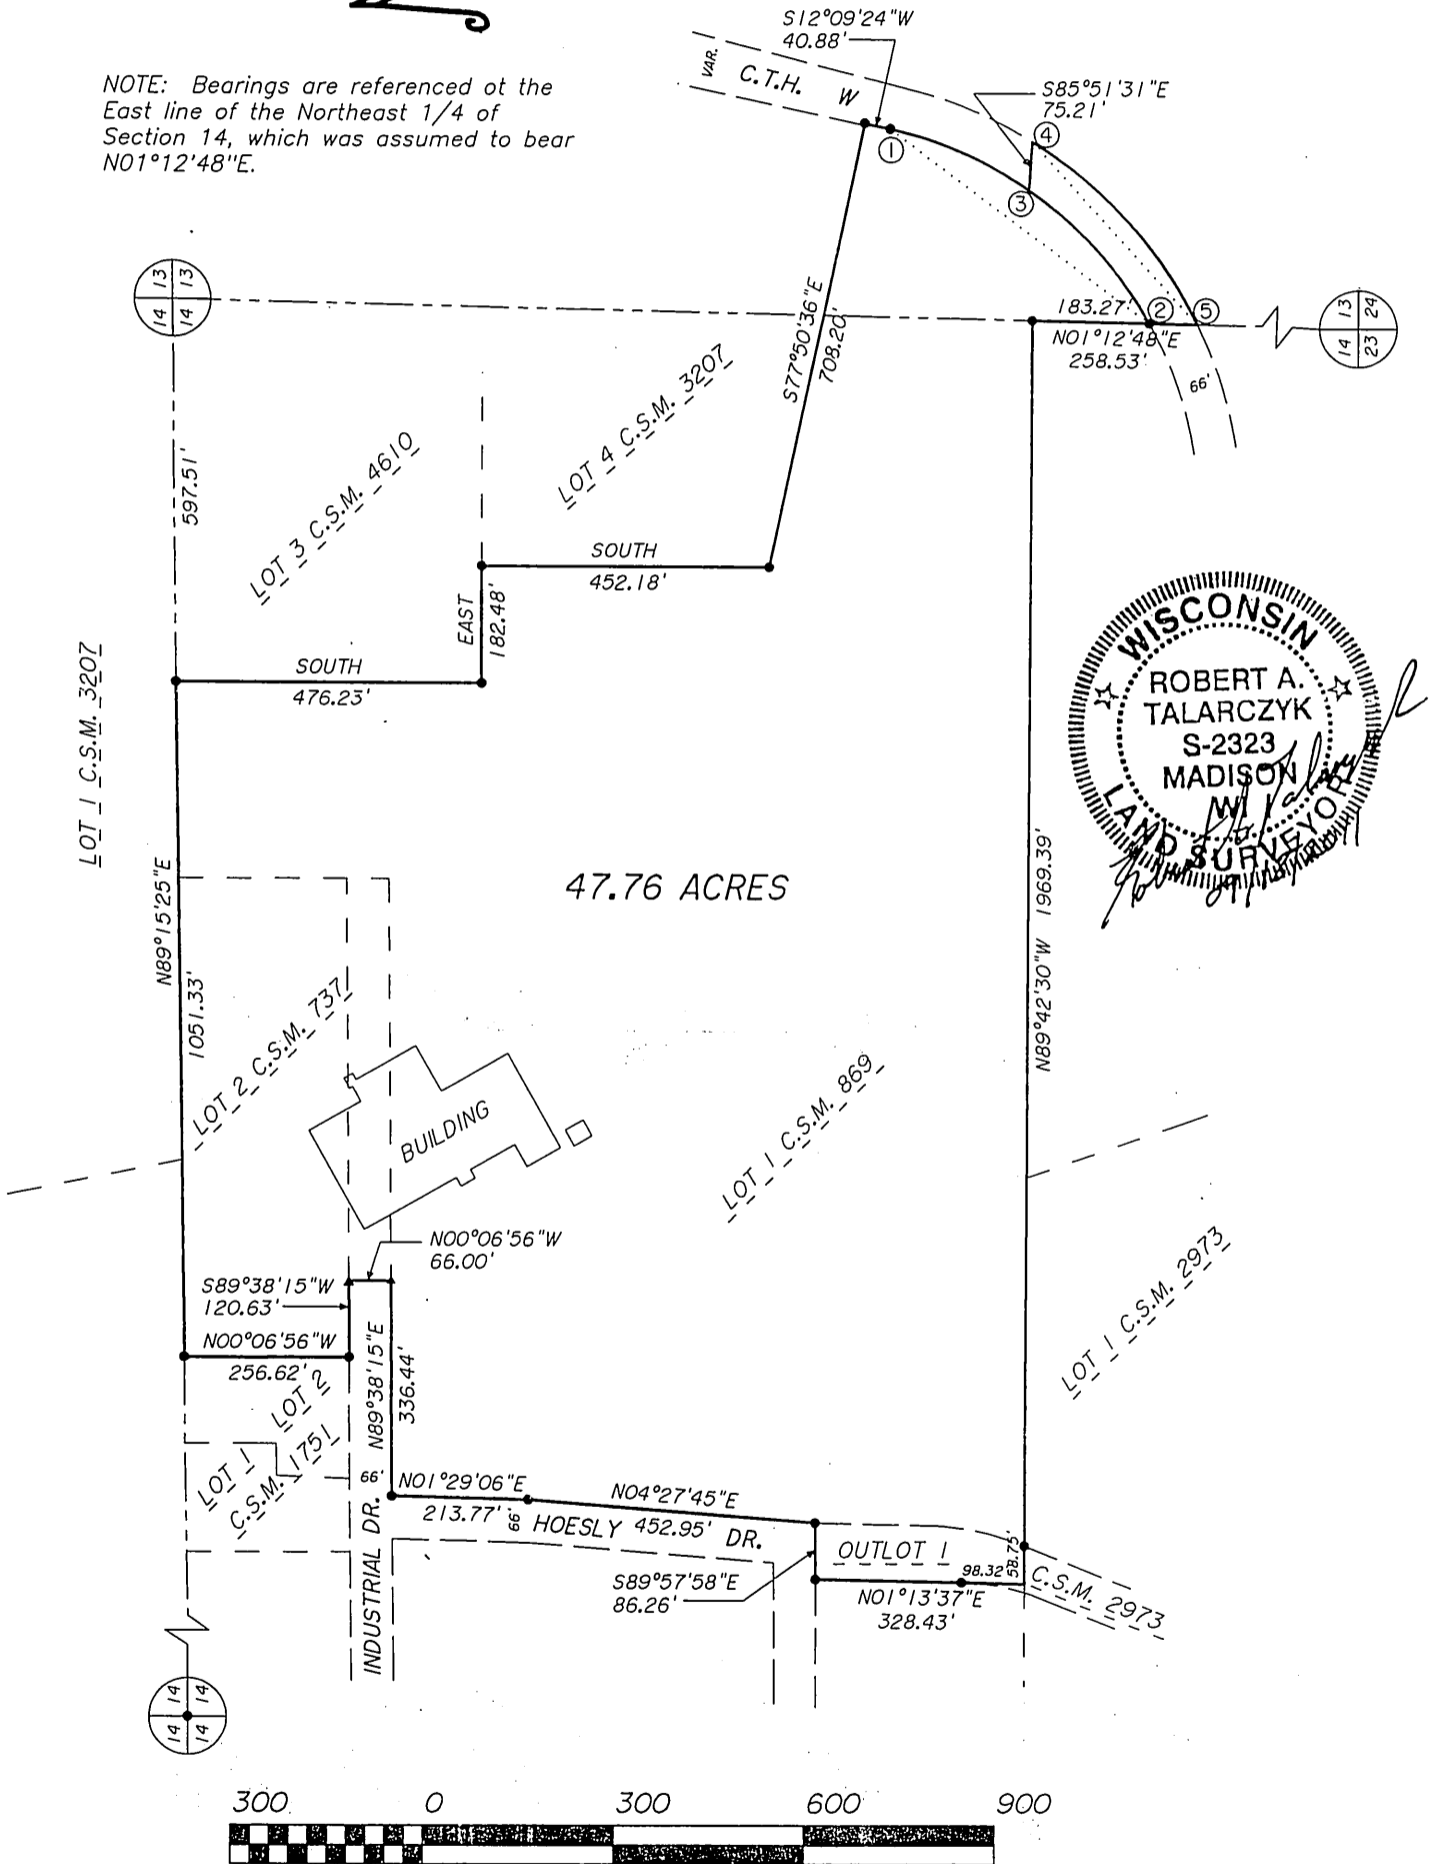 S12°09'24"W
40.88'
VAR.
C.T.H. W
S85°51'31"E
75.21'
NOTE: Bearings are referenced ot the
East line of the Northeast 1/4 of
Section 14, which was assumed to bear
N01°12'48"E.
1
4
3
13 13
14 14
183.27'
2
5
N01°12'48"E
258.53'
13 24
14 23
66'
S77°50'36"E
708.20'
597.51'
LOT 3 C.S.M. 4610
LOT 4 C.S.M. 3207
SOUTH
452.18'
EAST
182.48'
SOUTH
476.23'
LOT 1 C.S.M. 3207
WISCONSIN
ROBERT A.
TALARCZYK
S-2323
MADISON
WI
LAND SURVEYOR
47.76 ACRES
N89°15'25"E
1051.33'
N89°42'30"W 1969.39'
LOT 2 C.S.M. 737
BUILDING
LOT 1 C.S.M. 869
N00°06'56"W
66.00'
S89°38'15"W
120.63'
N00°06'56"W
256.62'
N89°38'15"E
336.44'
LOT 1 C.S.M. 2973
LOT 2
LOT 1
C.S.M. 1751
66'
N01°29'06"E
213.77'
N04°27'45"E
452.95'
66'
HOESLY DR.
INDUSTRIAL DR.
OUTLOT 1
98.32'
58.75'
S89°57'58"E
86.26'
N01°13'37"E
328.43'
C.S.M. 2973
14 14
14 14
300 0 300 600 900